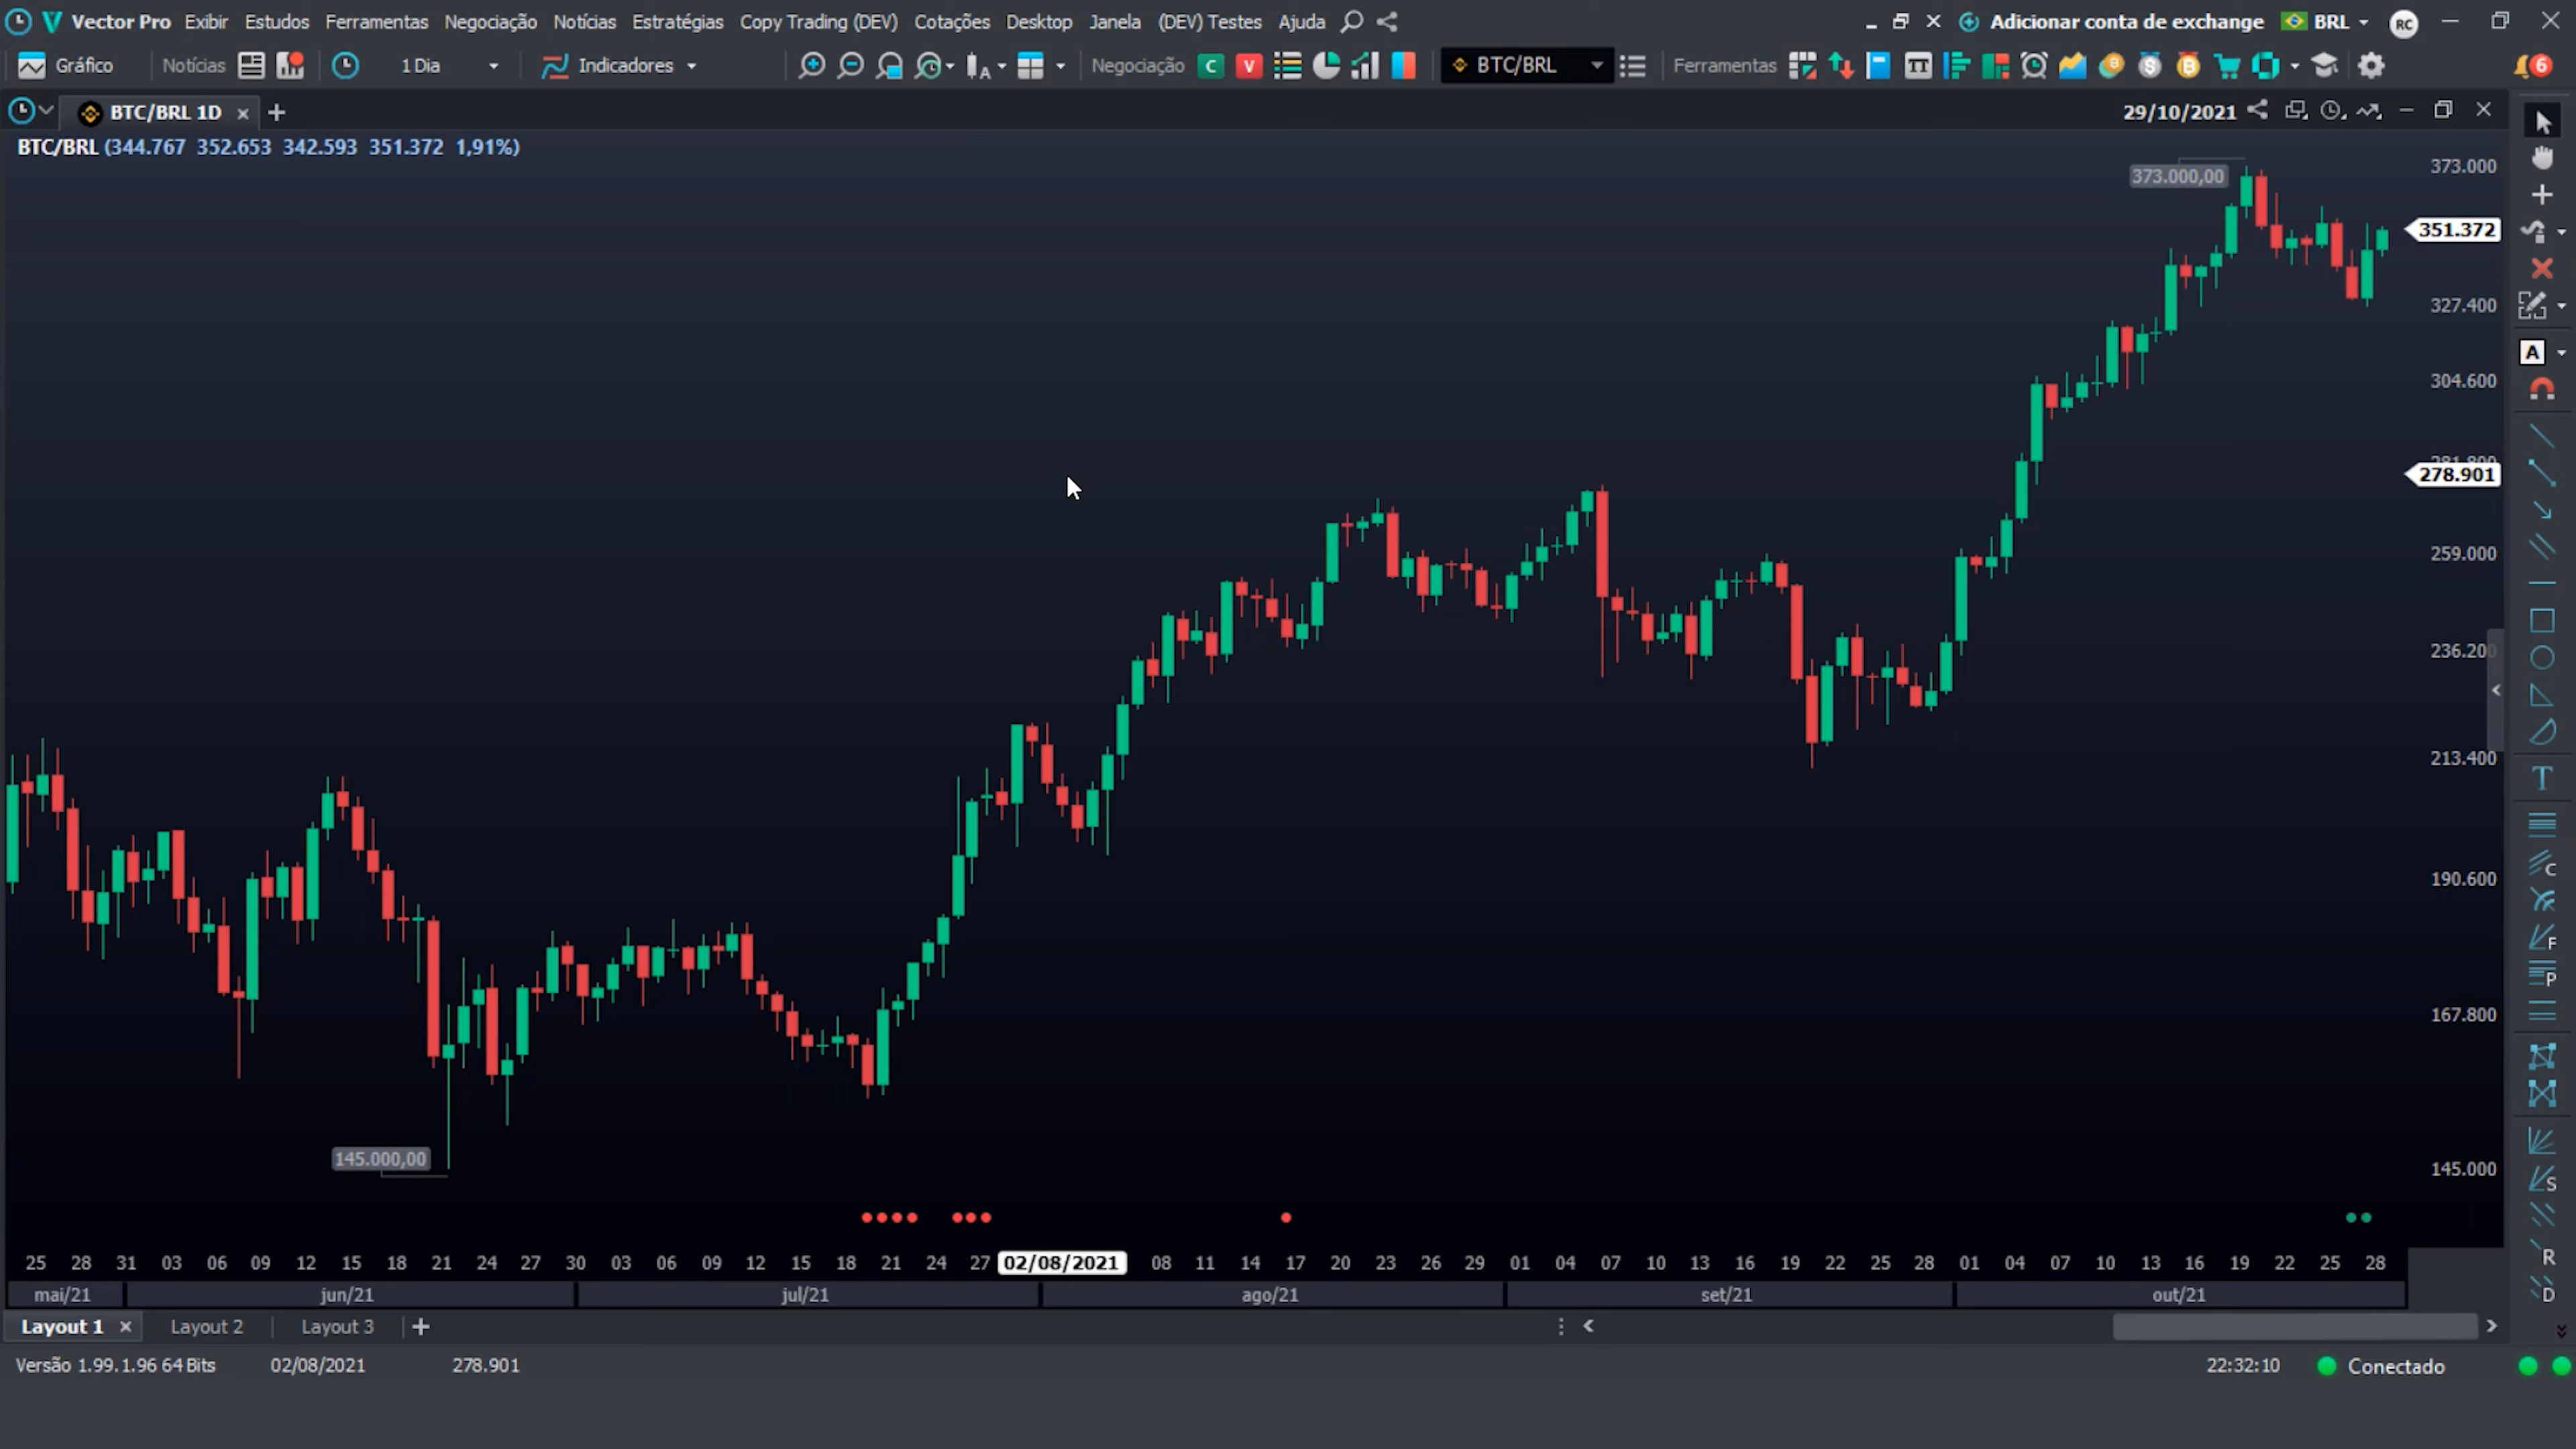 Vector Pro Exibir Estudos Ferramentas Negociação Notícias Estratégias Copy Trading (DEV) Cotações Desktop Janela (DEV) Testes Ajuda Adicionar conta de exchange BRL RC
Gráfico Notícias 1 Dia Indicadores A Negociação C V BTC/BRL Ferramentas 6
BTC/BRL 1D 29/10/2021
BTC/BRL (344.767 352.653 342.593 351.372 1,91%)
373.000
373.000,00
351.372
327.400
A
304.600
278.901
259.000
236.200
213.400
T
190.600
C
F
P
167.800
145.000,00
145.000
S
R
D
25 28 31 03 06 09 12 15 18 21 24 27 30 03 06 09 12 15 18 21 24 27 02/08/2021 08 11 14 17 20 23 26 29 01 04 07 10 13 16 19 22 25 28 01 04 07 10 13 16 19 22 25 28
mai/21 jun/21 jul/21 ago/21 set/21 out/21
Layout 1 Layout 2 Layout 3
Versão 1.99.1.96 64 Bits 02/08/2021 278.901 22:32:10 Conectado